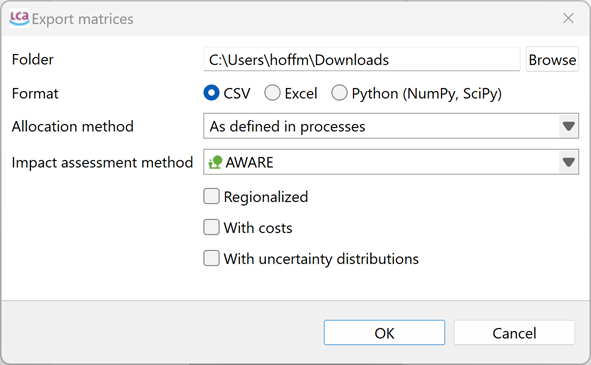 LCA Export matrices
Folder C:\Users\hoffm\Downloads Browse
Format CSV Excel Python (NumPy, SciPy)
Allocation method As defined in processes
Impact assessment method AWARE
Regionalized
With costs
With uncertainty distributions
OK Cancel